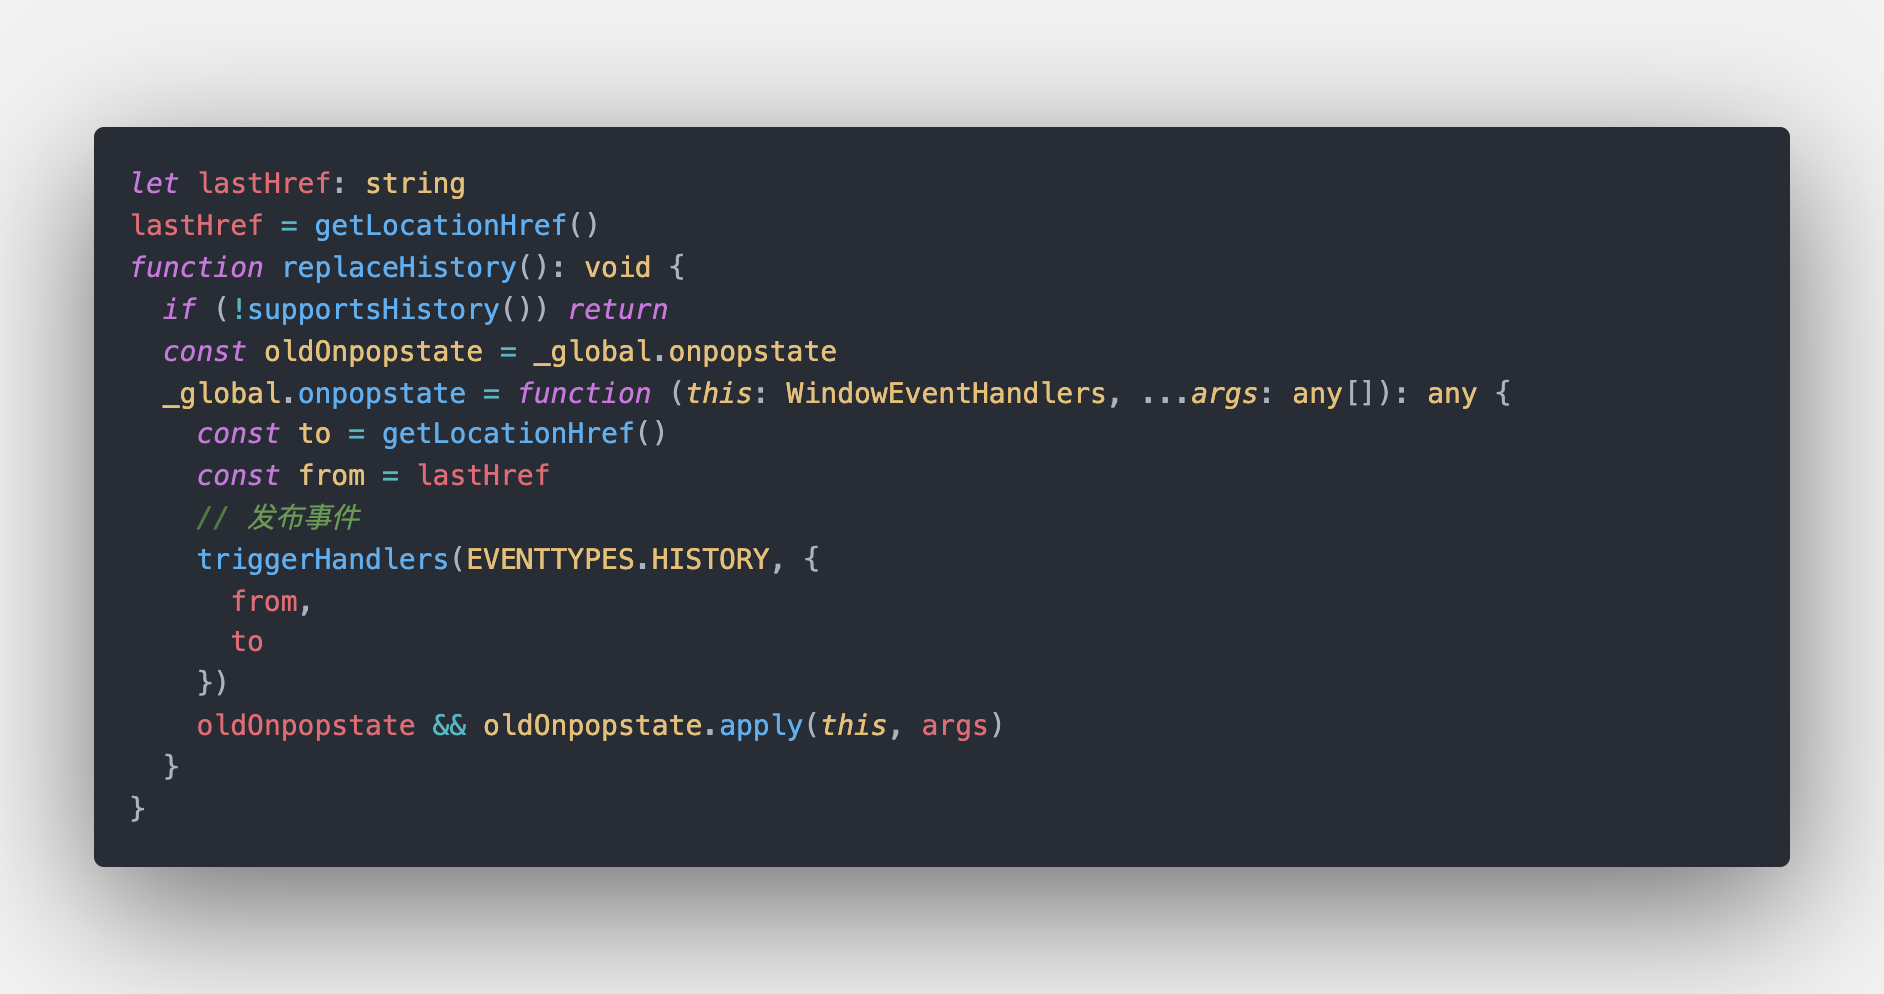 let lastHref: string
lastHref = getLocationHref()
function replaceHistory(): void {
  if (!supportsHistory()) return
  const oldOnpopstate = _global.onpopstate
  _global.onpopstate = function (this: WindowEventHandlers, ...args: any[]): any {
    const to = getLocationHref()
    const from = lastHref
    // 发布事件
    triggerHandlers(EVENTTYPES.HISTORY, {
      from,
      to
    })
    oldOnpopstate && oldOnpopstate.apply(this, args)
  }
}